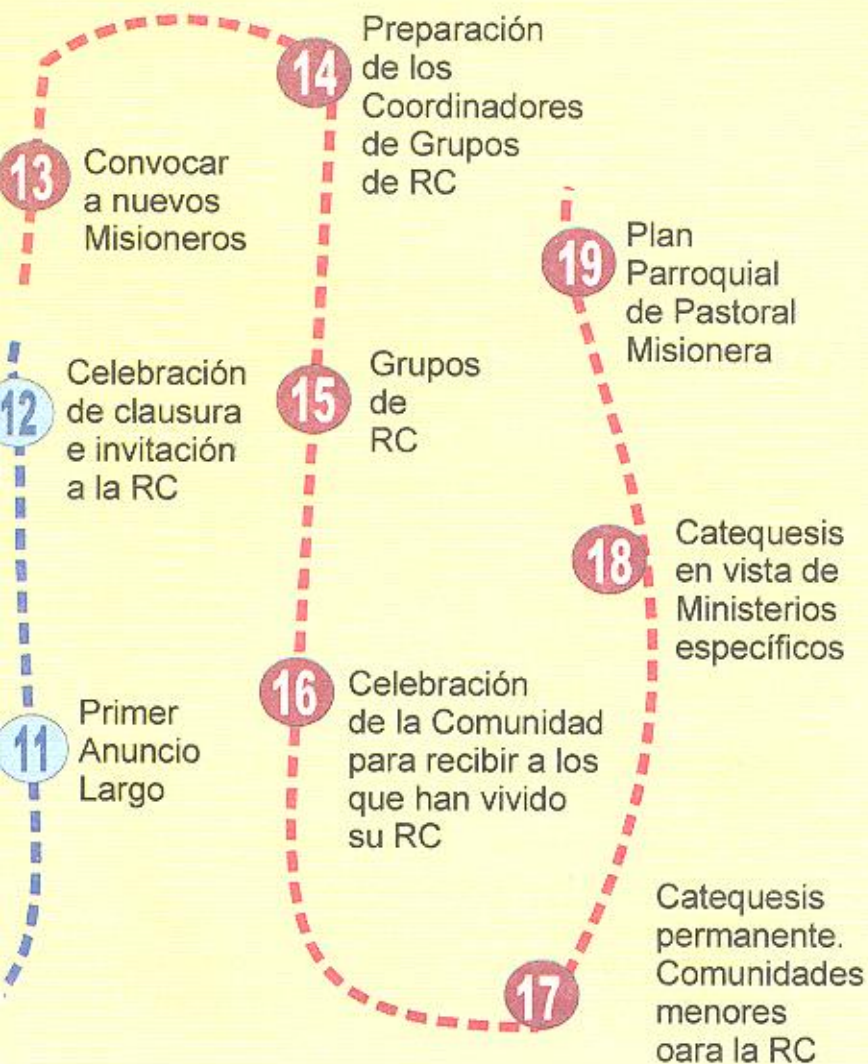 11
Primer
Anuncio
Largo
12
Celebración
de clausura
e invitación
a la RC
13
Convocar
a nuevos
Misioneros
14
Preparación
de los
Coordinadores
de Grupos
de RC
15
Grupos
de
RC
16
Celebración
de la Comunidad
para recibir a los
que han vivido
su RC
17
Catequesis
permanente.
Comunidades
menores
oara la RC
18
Catequesis
en vista de
Ministerios
específicos
19
Plan
Parroquial
de Pastoral
Misionera